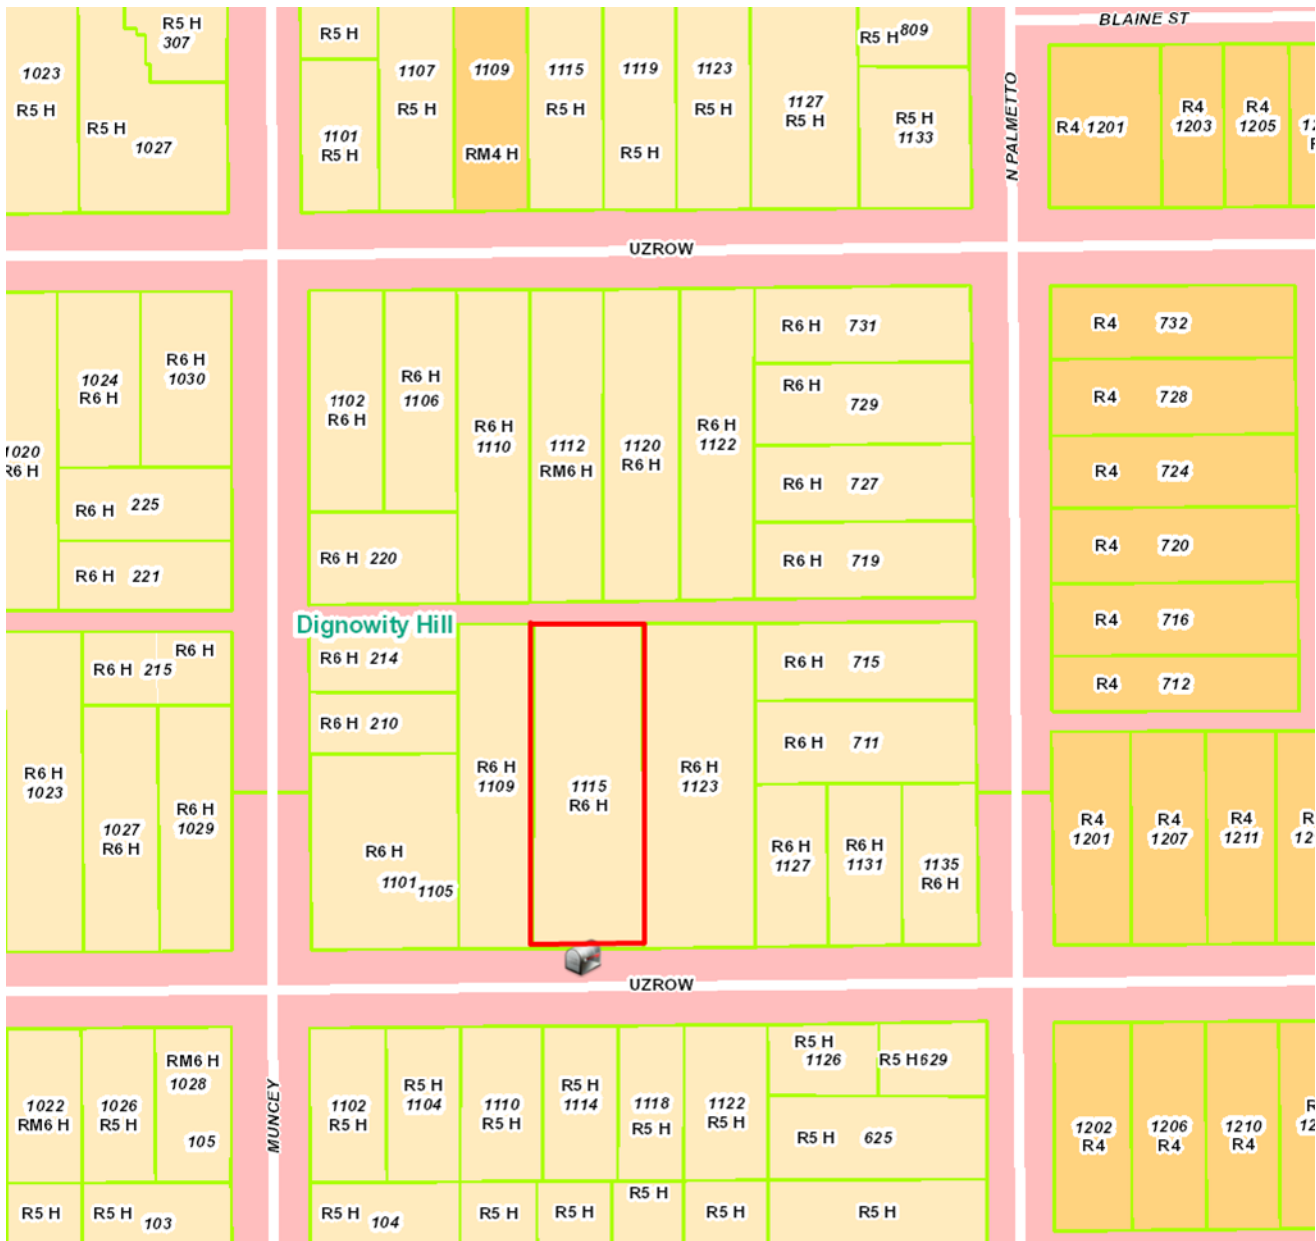 R5 H
307
1023
R5 H
R5 H
1027
R5 H
1101
R5 H
1107
R5 H
1109
RM4 H
1115
R5 H
1119
R5 H
1123
R5 H
1127
R5 H
R5 H 809
R5 H
1133
N PALMETTO
BLAINE ST
R4 1201
R4
1203
R4
1205
UZROW
1020
R6 H
1024
R6 H
R6 H
1030
R6 H 225
R6 H 221
1102
R6 H
R6 H
1106
R6 H 220
R6 H
1110
1112
RM6 H
1120
R6 H
R6 H
1122
R6 H 731
R6 H
729
R6 H 727
R6 H 719
R4 732
R4 728
R4 724
R4 720
R4 716
R4 712
Dignowity Hill
R6 H
1023
R6 H 215
R6 H
1027
R6 H
R6 H
1029
R6 H 214
R6 H 210
R6 H
1101
1105
R6 H
1109
1115
R6 H
R6 H
1123
R6 H 715
R6 H 711
R6 H
1127
R6 H
1131
1135
R6 H
R4
1201
R4
1207
R4
1211
UZROW
MUNCEY
1022
RM6 H
1026
R5 H
RM6 H
1028
105
R5 H
R5 H 103
1102
R5 H
R5 H
1104
1110
R5 H
R5 H
1114
1118
R5 H
1122
R5 H
R5 H
1126
R5 H 629
R5 H 625
R5 H 104
R5 H
R5 H
R5 H
R5 H
R5 H
1202
R4
1206
R4
1210
R4